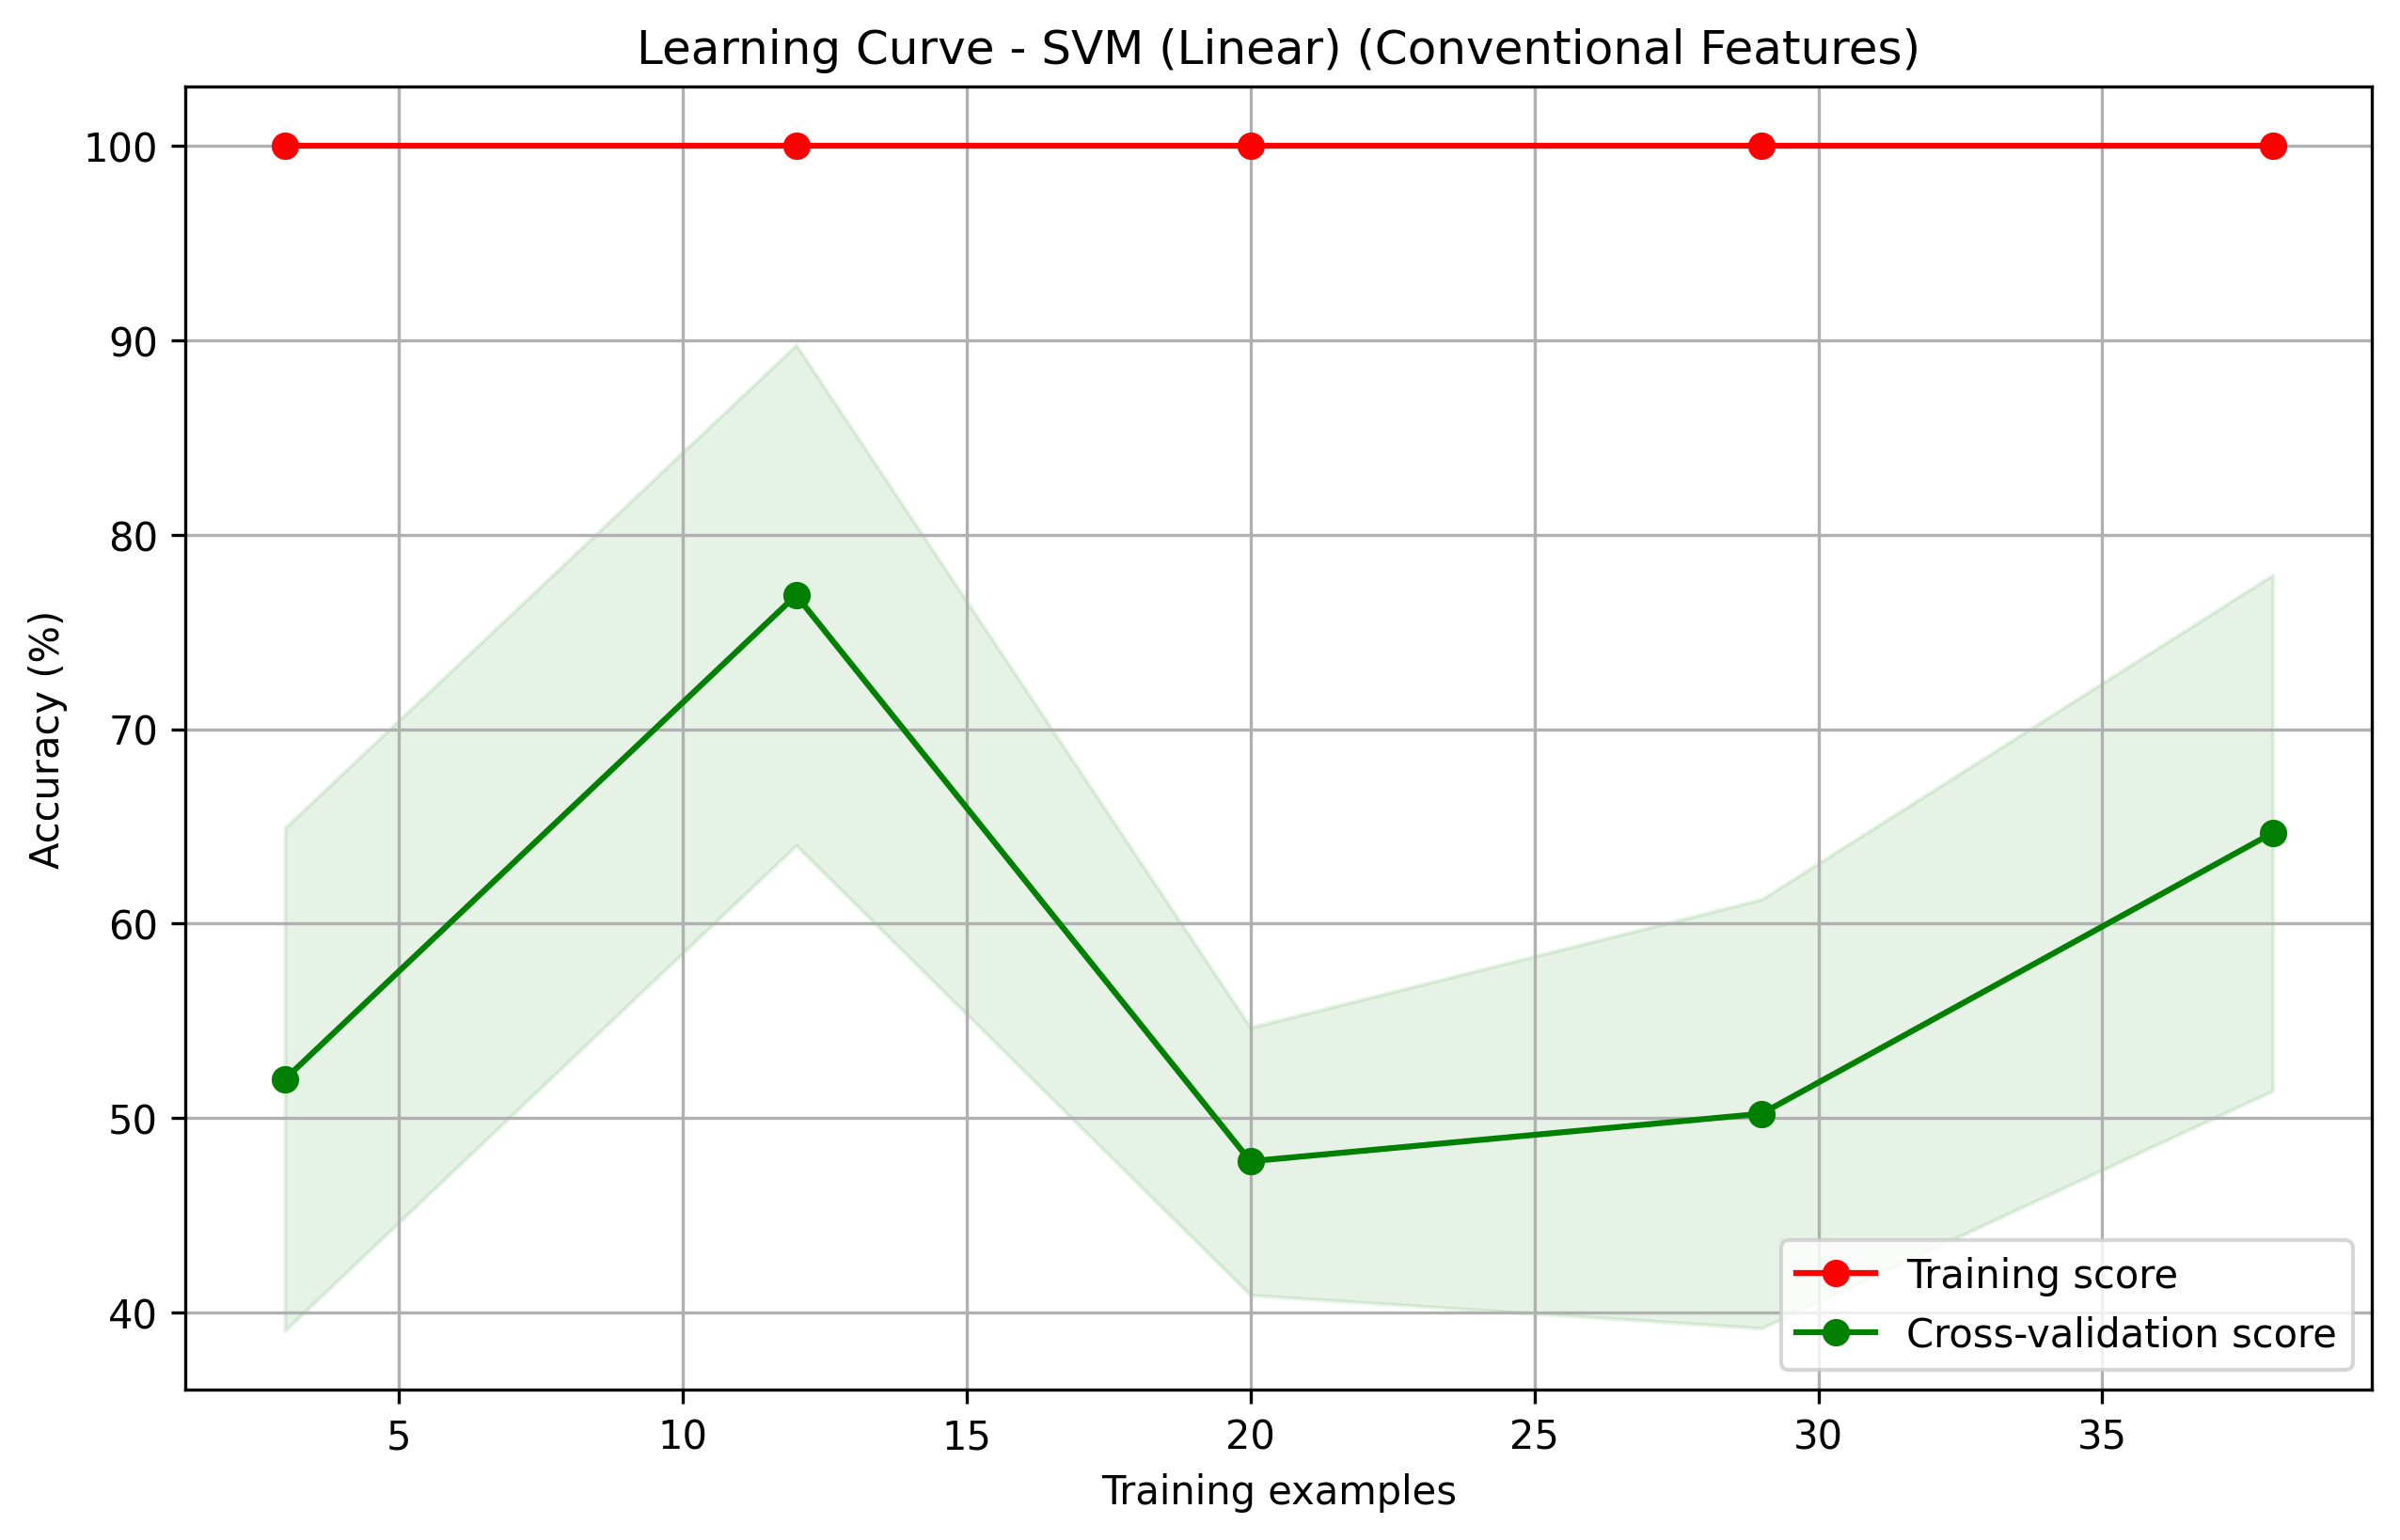 Learning Curve - SVM (Linear) (Conventional Features)
100
90
80
70
60
50
40
Accuracy (%)
5 10 15 20 25 30 35
Training examples
Training score
Cross-validation score